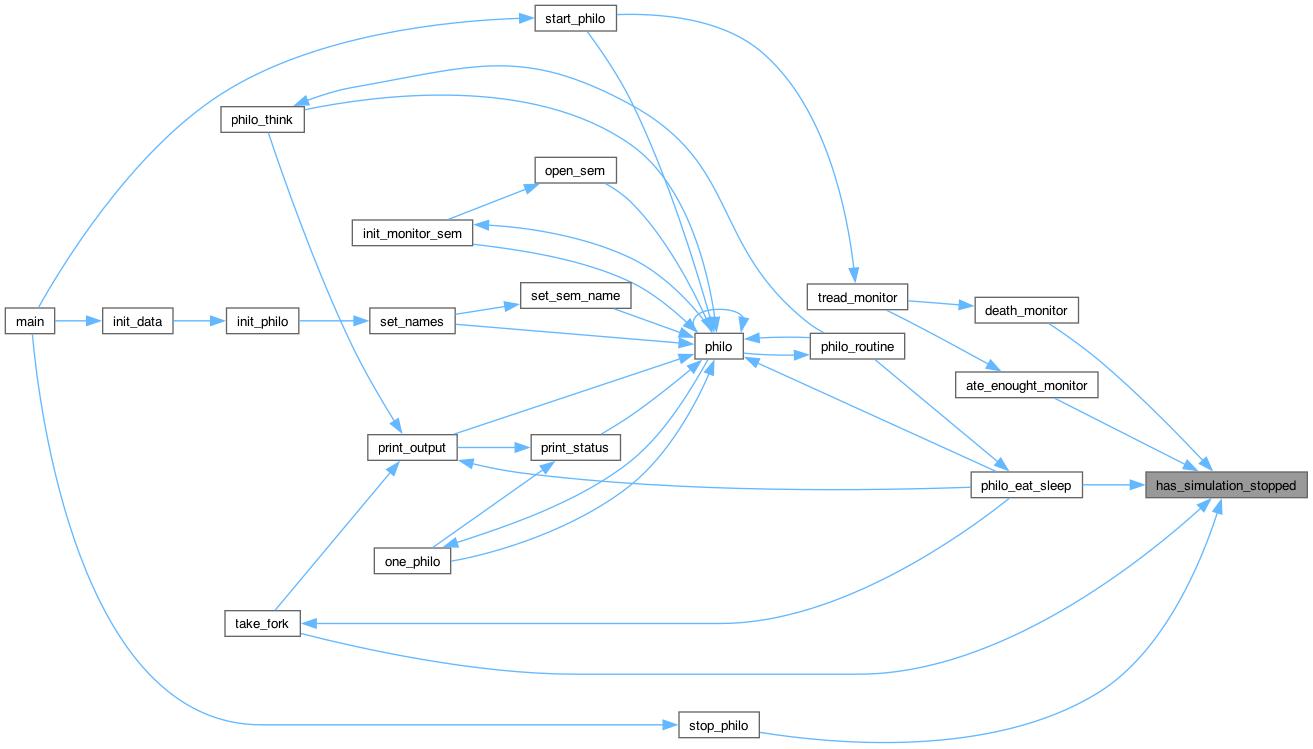 start_philo
philo_think
open_sem
init_monitor_sem
set_sem_name
tread_monitor
death_monitor
main
init_data
init_philo
set_names
philo
philo_routine
ate_enought_monitor
print_output
print_status
philo_eat_sleep
has_simulation_stopped
one_philo
take_fork
stop_philo